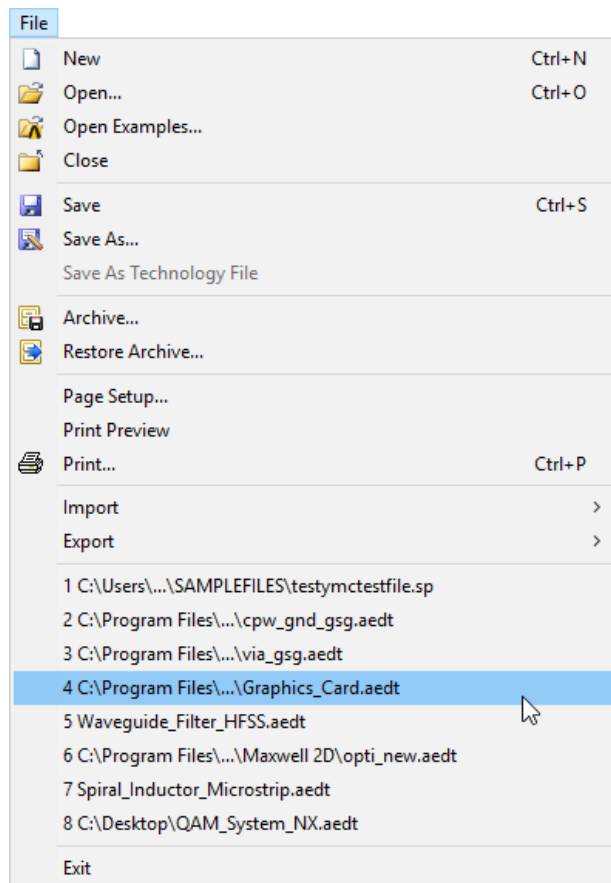 File
New Ctrl+N
Open... Ctrl+O
Open Examples...
Close
Save Ctrl+S
Save As...
Save As Technology File
Archive...
Restore Archive...
Page Setup...
Print Preview
Print... Ctrl+P
Import
Export
1 C:\Users\...\SAMPLEFILES\testymctestfile.sp
2 C:\Program Files\...\cpw_gnd_gsg.aedt
3 C:\Program Files\...\via_gsg.aedt
4 C:\Program Files\...\Graphics_Card.aedt
5 Waveguide_Filter_HFSS.aedt
6 C:\Program Files\...\Maxwell 2D\opti_new.aedt
7 Spiral_Inductor_Microstrip.aedt
8 C:\Desktop\QAM_System_NX.aedt
Exit